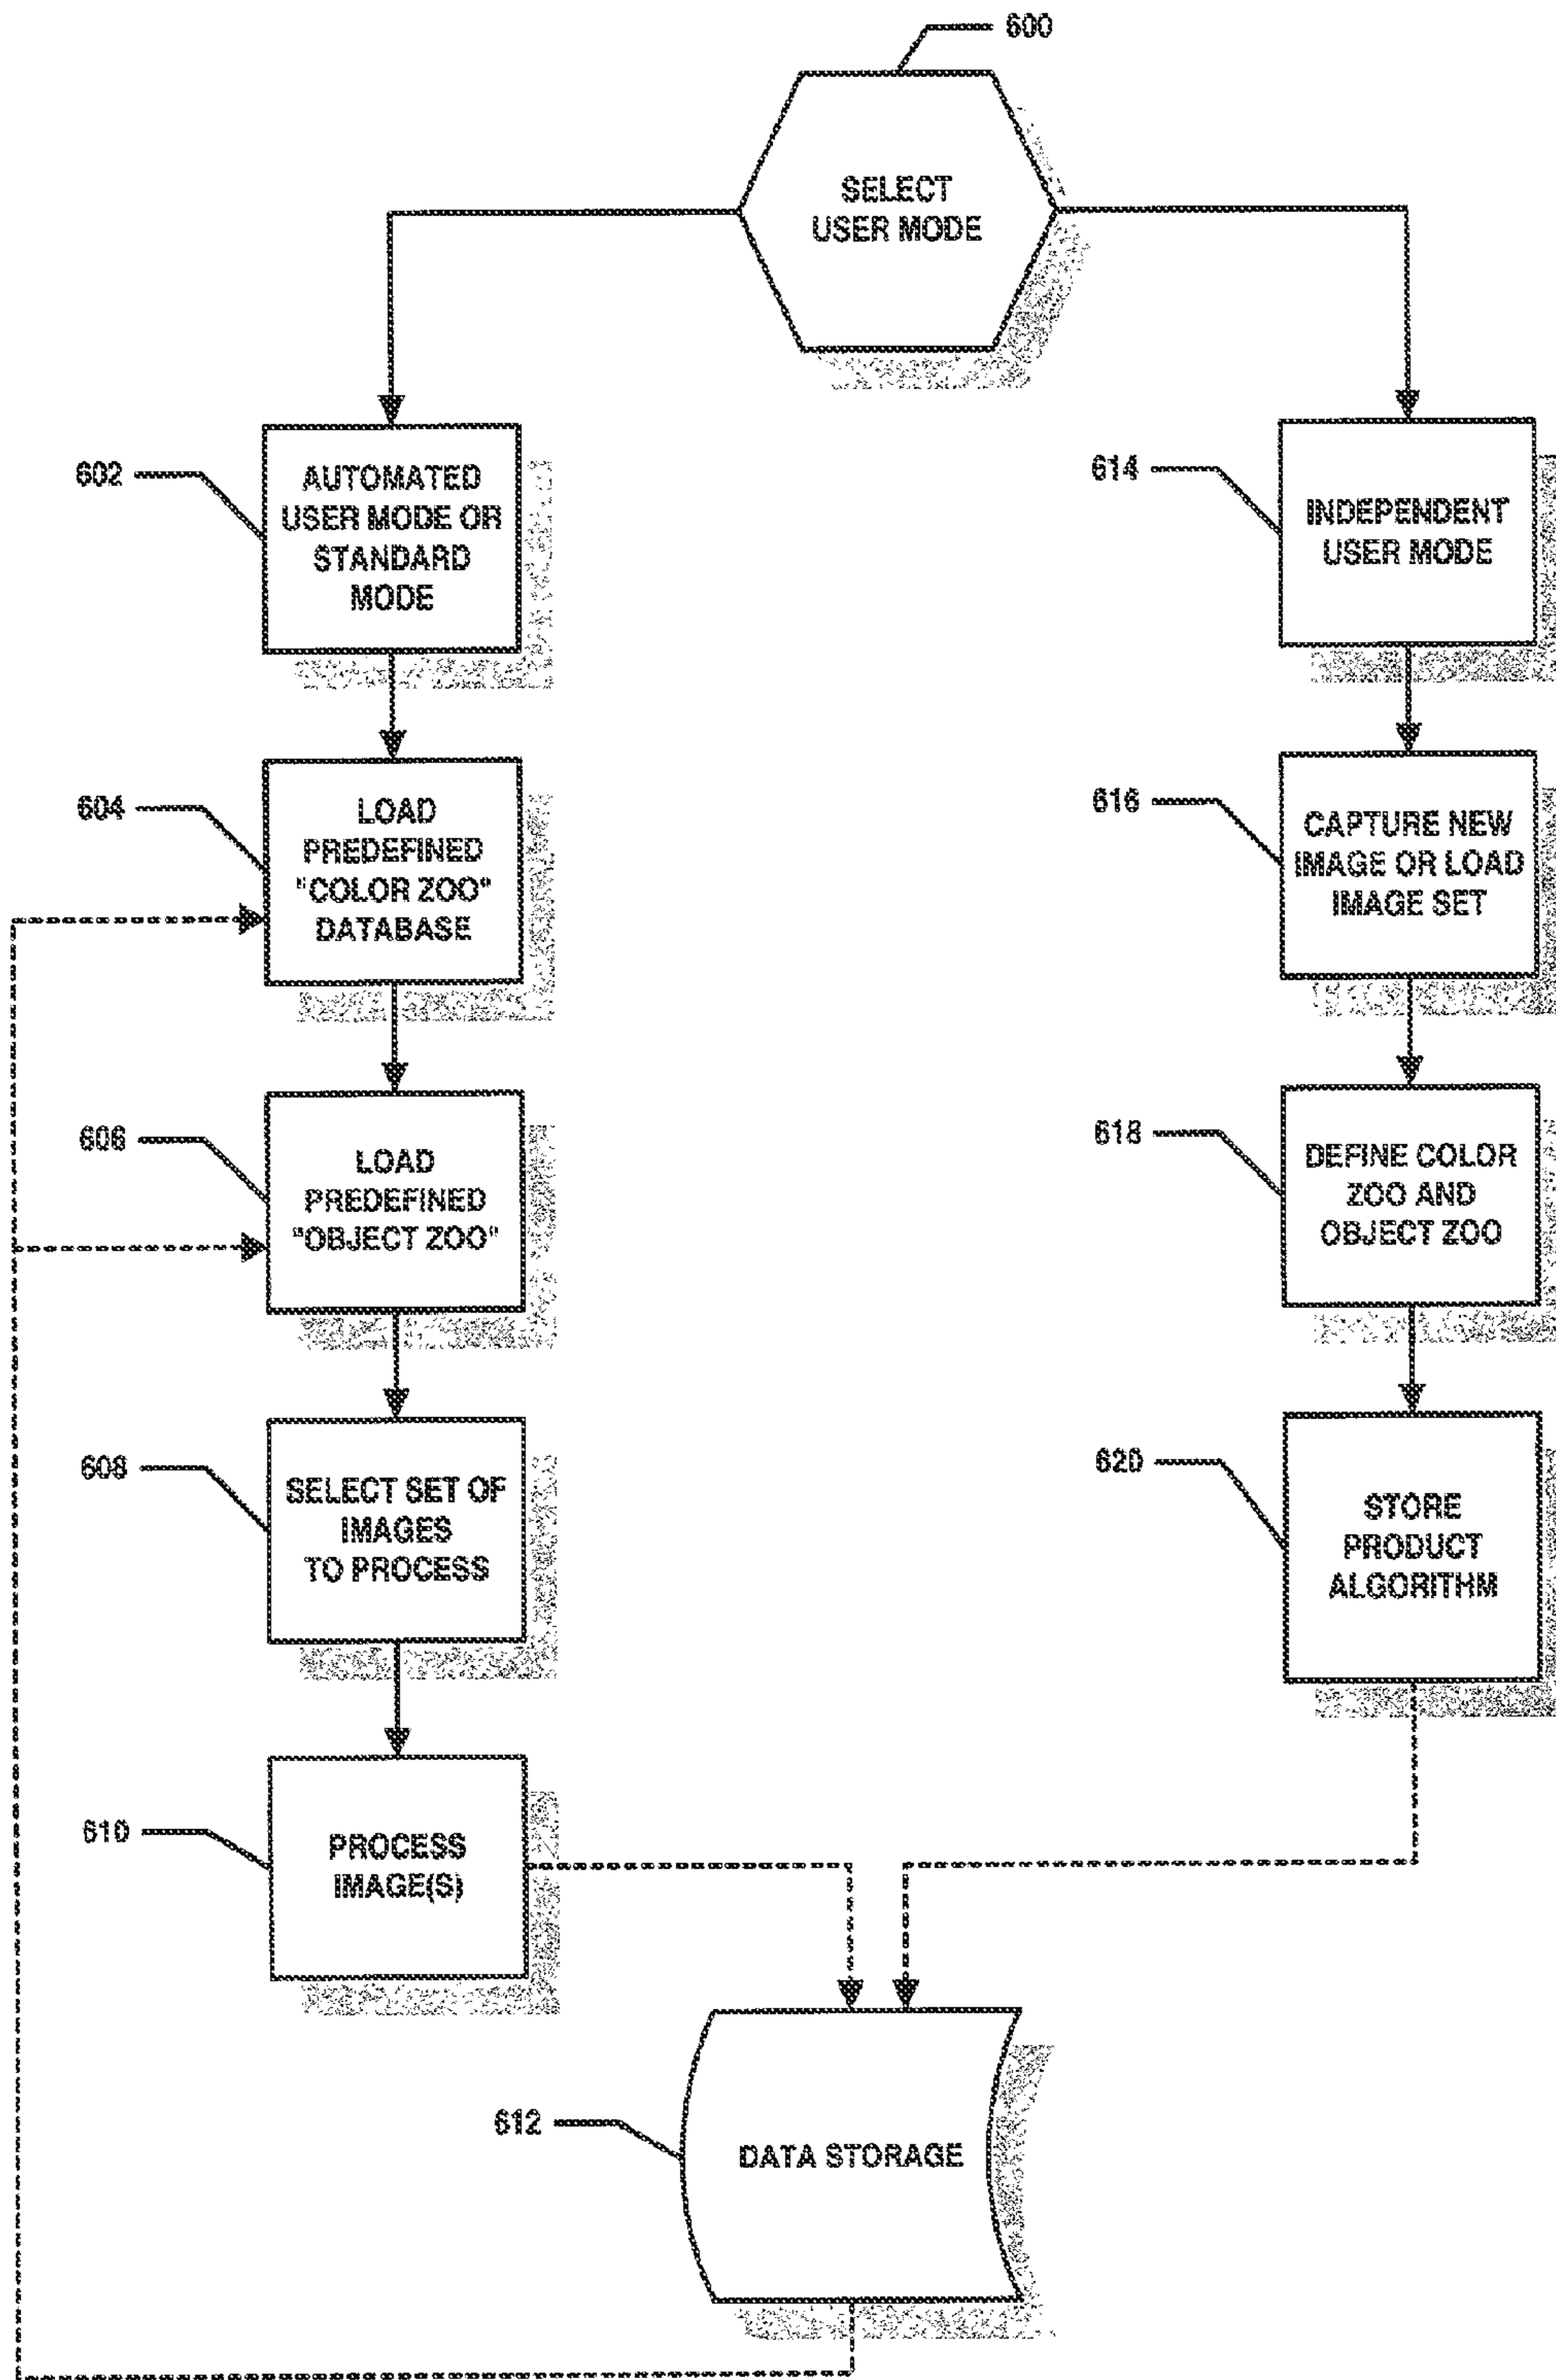 600
SELECT
USER MODE
602
AUTOMATED
USER MODE OR
STANDARD
MODE
614
INDEPENDENT
USER MODE
604
LOAD
PREDEFINED
"COLOR ZOO"
DATABASE
616
CAPTURE NEW
IMAGE OR LOAD
IMAGE SET
606
LOAD
PREDEFINED
"OBJECT ZOO"
618
DEFINE COLOR
ZOO AND
OBJECT ZOO
608
SELECT SET OF
IMAGES
TO PROCESS
620
STORE
PRODUCT
ALGORITHM
610
PROCESS
IMAGE(S)
612
DATA STORAGE